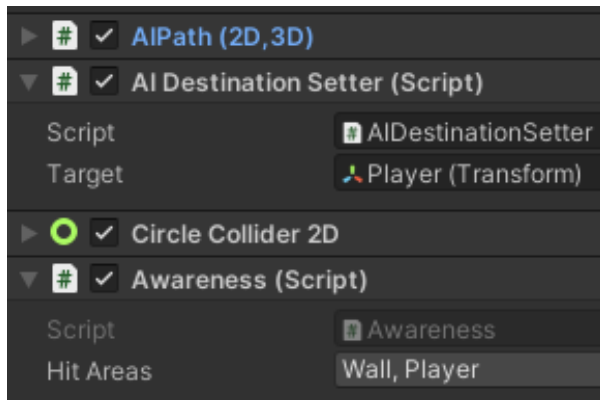 # AIPath (2D,3D)
# AI Destination Setter (Script)
Script # AIDestinationSetter
Target Player (Transform)
Circle Collider 2D
# Awareness (Script)
Script # Awareness
Hit Areas Wall, Player